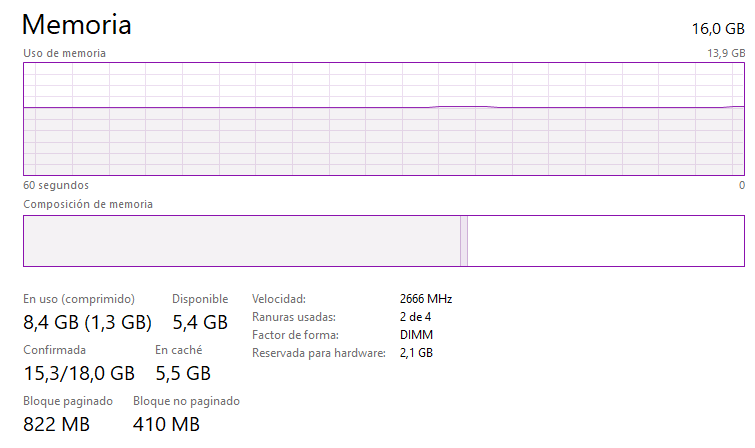 Memoria 16,0 GB
Uso de memoria 13,9 GB
60 segundos 0
Composición de memoria
En uso (comprimido) Disponible
8,4 GB (1,3 GB) 5,4 GB
Confirmada En caché
15,3/18,0 GB 5,5 GB
Bloque paginado Bloque no paginado
822 MB 410 MB
Velocidad: 2666 MHz
Ranuras usadas: 2 de 4
Factor de forma: DIMM
Reservada para hardware: 2,1 GB